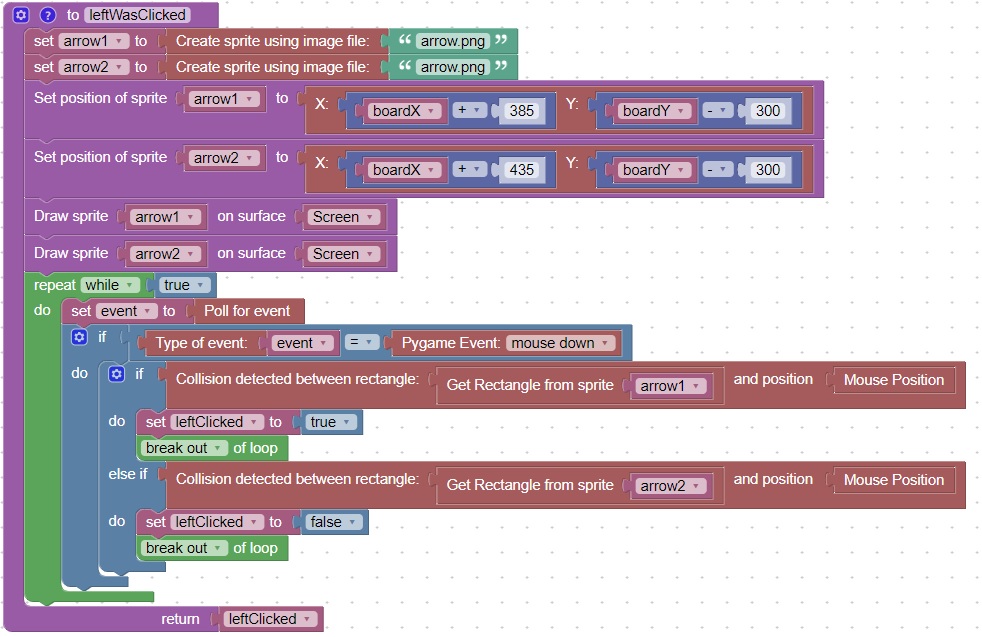 ? to leftWasClicked
set arrow1 to Create sprite using image file: “ arrow.png ”
set arrow2 to Create sprite using image file: “ arrow.png ”
Set position of sprite arrow1 to X: boardX + 385 Y: boardY - 300
Set position of sprite arrow2 to X: boardX + 435 Y: boardY - 300
Draw sprite arrow1 on surface Screen
Draw sprite arrow2 on surface Screen
repeat while true
do set event to Poll for event
if Type of event: event = Pygame Event: mouse down
do if Collision detected between rectangle: Get Rectangle from sprite arrow1 and position Mouse Position
do set leftClicked to true
break out of loop
else if Collision detected between rectangle: Get Rectangle from sprite arrow2 and position Mouse Position
do set leftClicked to false
break out of loop
return leftClicked